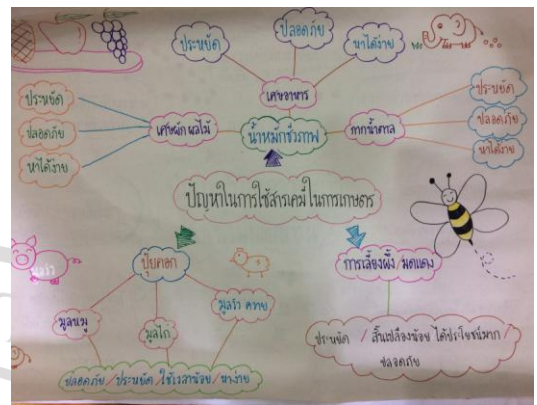 ประหยัด
ปลอดภัย
หาได้ง่าย
เศษอาหาร
ประหยัด
ปลอดภัย
หาได้ง่าย
เศษผักผลไม้
น้ำหมักชีวภาพ
กากน้ำตาล
ประหยัด
ปลอดภัย
หาได้ง่าย
ปัญหาในการใช้สารเคมีในการเกษตร
ปุ๋ยคอก
การเลี้ยงผึ้ง/มดแดง
มูลหมู
มูลไก่
มูลวัว ควาย
ปลอดภัย/ประหยัด/ใช้เวลาน้อย/หาง่าย
ประหยัด / สิ้นเปลืองน้อย ได้ประโยชน์มาก /
ปลอดภัย